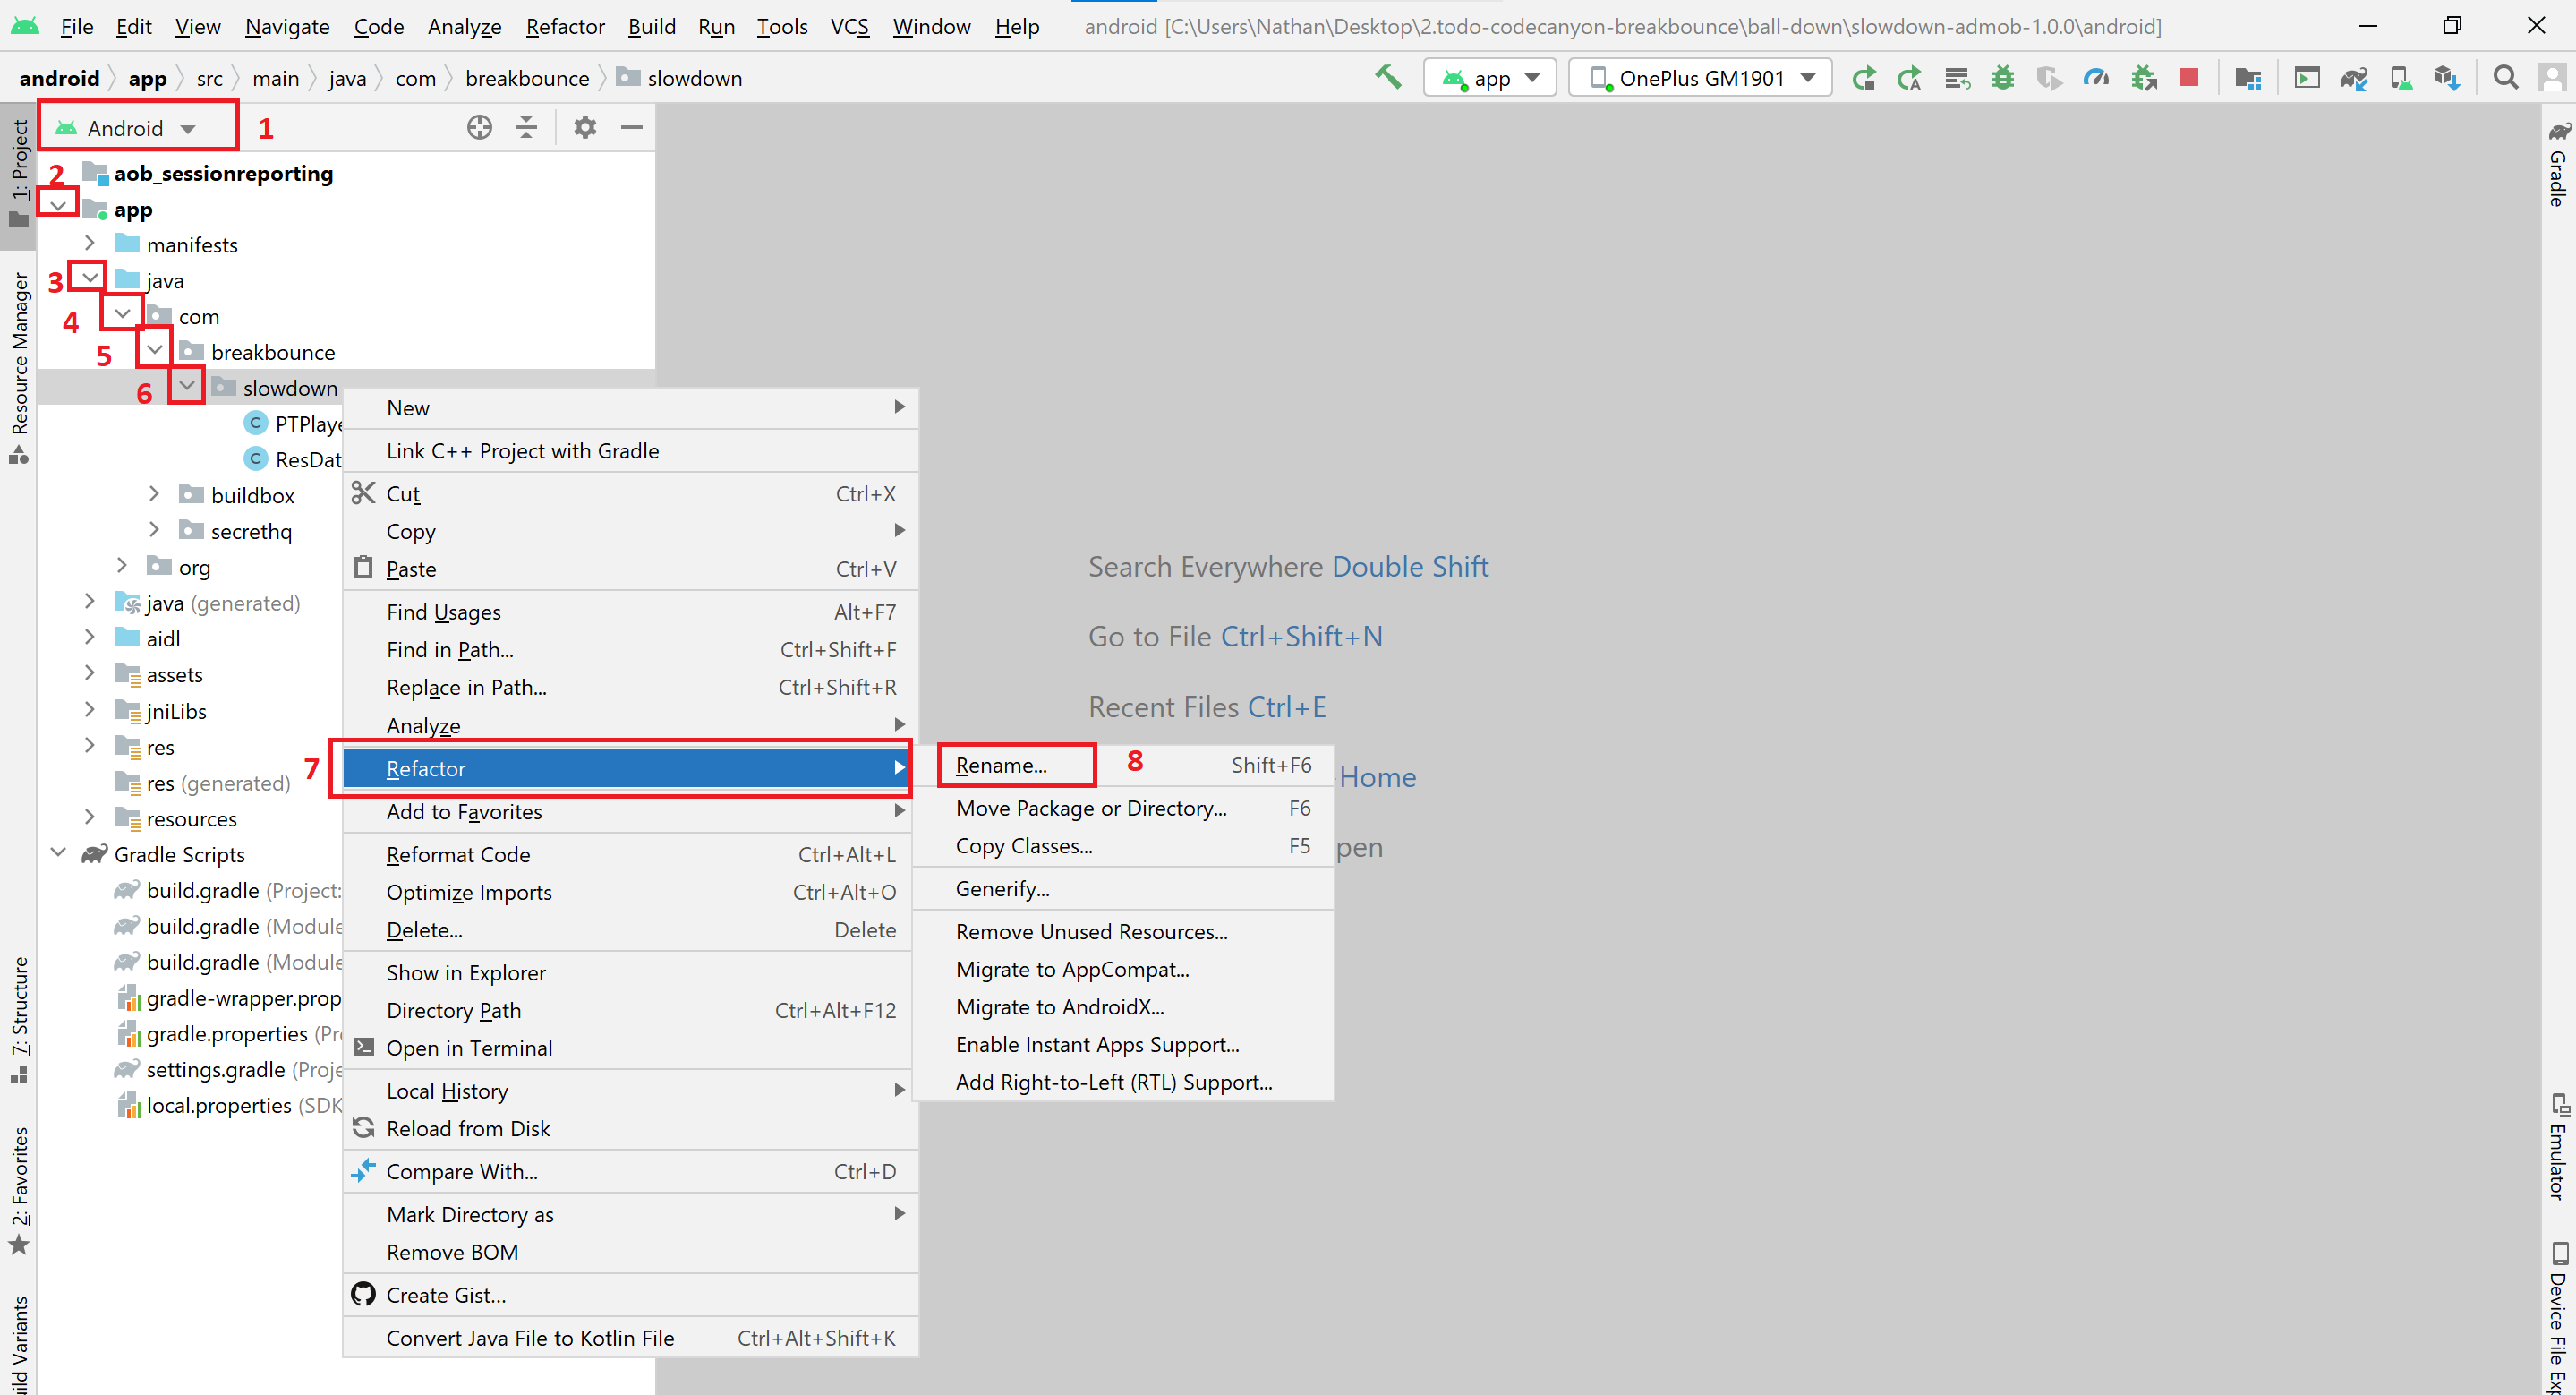 File Edit View Navigate Code Analyze Refactor Build Run Tools VCS Window Help android [C:\Users\Nathan\Desktop\2.todo-codecanyon-breakbounce\ball-down\slowdown-admob-1.0.0\android]
android app src main java com breakbounce slowdown app OnePlus GM1901
1: Project
Resource Manager
7: Structure
2: Favorites
Android 1
2 aob_sessionreporting
app
manifests
3 java
4 com
5 breakbounce
6 slowdown
PTPlaye
ResDat
buildbox
secrethq
org
java (generated)
aidl
assets
jniLibs
res
res (generated)
resources
Gradle Scripts
build.gradle (Project:
build.gradle (Module
build.gradle (Module
gradle-wrapper.prop
gradle.properties (Pro
settings.gradle (Proje
local.properties (SDK
New
Link C++ Project with Gradle
Cut Ctrl+X
Copy
Paste Ctrl+V
Find Usages Alt+F7
Find in Path... Ctrl+Shift+F
Replace in Path... Ctrl+Shift+R
Analyze
7 Refactor
Add to Favorites
Reformat Code Ctrl+Alt+L
Optimize Imports Ctrl+Alt+O
Delete... Delete
Show in Explorer
Directory Path Ctrl+Alt+F12
Open in Terminal
Local History
Reload from Disk
Compare With... Ctrl+D
Mark Directory as
Remove BOM
Create Gist...
Convert Java File to Kotlin File Ctrl+Alt+Shift+K
Rename... 8 Shift+F6
Move Package or Directory... F6
Copy Classes... F5
Generify...
Remove Unused Resources...
Migrate to AppCompat...
Migrate to AndroidX...
Enable Instant Apps Support...
Add Right-to-Left (RTL) Support...
Search Everywhere Double Shift
Go to File Ctrl+Shift+N
Recent Files Ctrl+E
Home
pen
Gradle
Emulator
Device File Exp
ild Variants